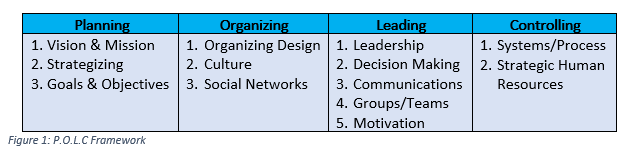 Planning
1. Vision & Mission
2. Strategizing
3. Goals & Objectives
Organizing
1. Organizing Design
2. Culture
3. Social Networks
Leading
1. Leadership
2. Decision Making
3. Communications
4. Groups/Teams
5. Motivation
Controlling
1. Systems/Process
2. Strategic Human
Resources
Figure 1: P.O.L.C Framework